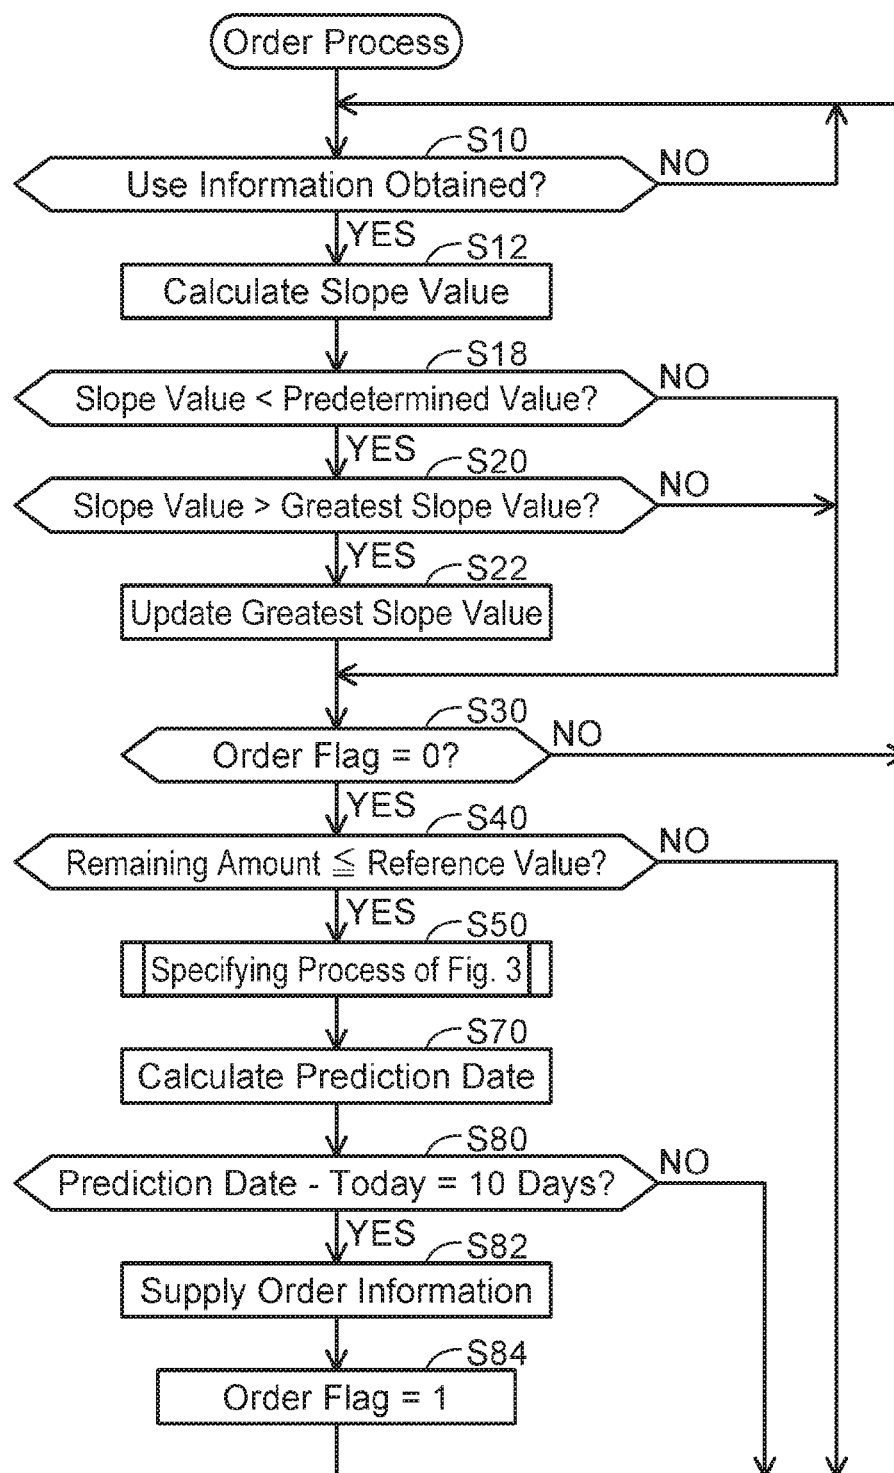 Order Process
S10
Use Information Obtained?
NO
YES
S12
Calculate Slope Value
S18
Slope Value < Predetermined Value?
NO
YES
S20
Slope Value > Greatest Slope Value?
NO
YES
S22
Update Greatest Slope Value
S30
Order Flag = 0?
NO
YES
S40
Remaining Amount ≦ Reference Value?
NO
YES
S50
Specifying Process of Fig. 3
S70
Calculate Prediction Date
S80
Prediction Date - Today = 10 Days?
NO
YES
S82
Supply Order Information
S84
Order Flag = 1